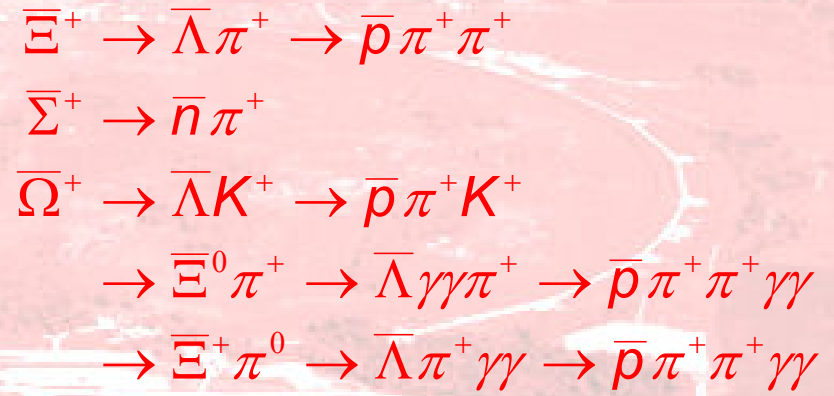 Ξ̅⁺ → Λ̅π⁺ → p̅π⁺π⁺
Σ̅⁺ → n̅π⁺
Ω̅⁺ → Λ̅K⁺ → p̅π⁺K⁺
→ Ξ̅⁰π⁺ → Λ̅γγπ⁺ → p̅π⁺π⁺γγ
→ Ξ̅⁺π⁰ → Λ̅π⁺γγ → p̅π⁺π⁺γγ